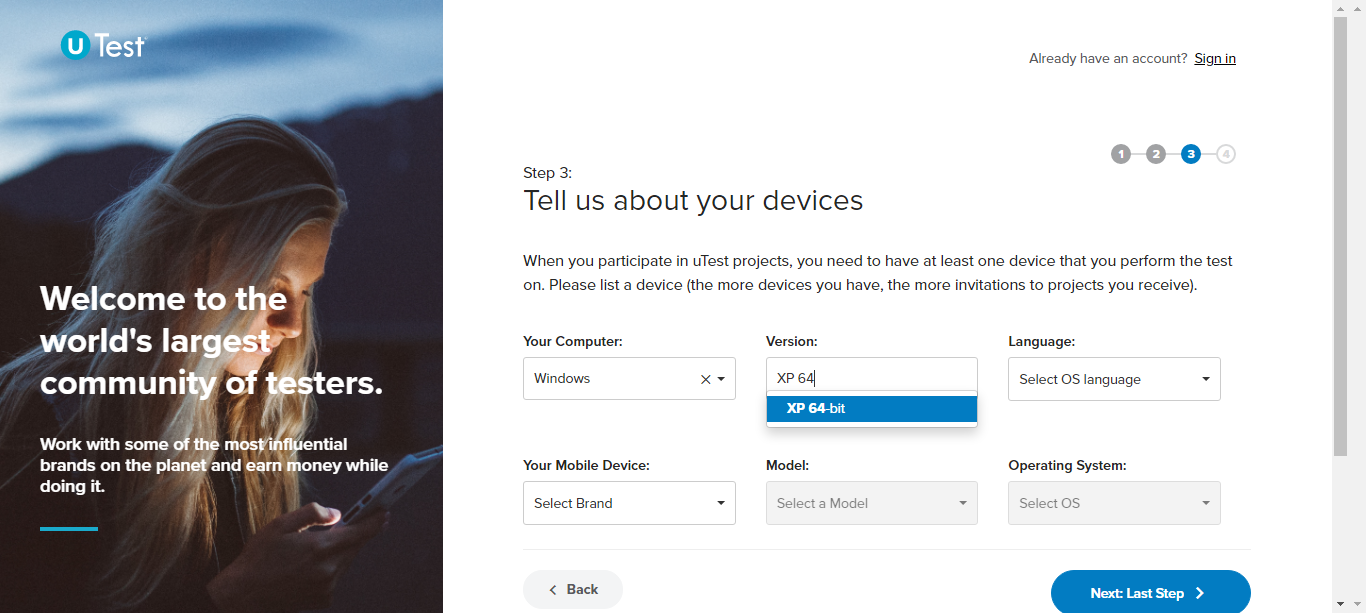 U Test
Already have an account? Sign in
1 2 3 4
Step 3:
Tell us about your devices
When you participate in uTest projects, you need to have at least one device that you perform the test
on. Please list a device (the more devices you have, the more invitations to projects you receive).
Welcome to the
world's largest
community of testers.
Work with some of the most influential
brands on the planet and earn money while
doing it.
Your Computer:
Windows
Version:
XP 64
XP 64-bit
Language:
Select OS language
Your Mobile Device:
Select Brand
Model:
Select a Model
Operating System:
Select OS
Back
Next: Last Step